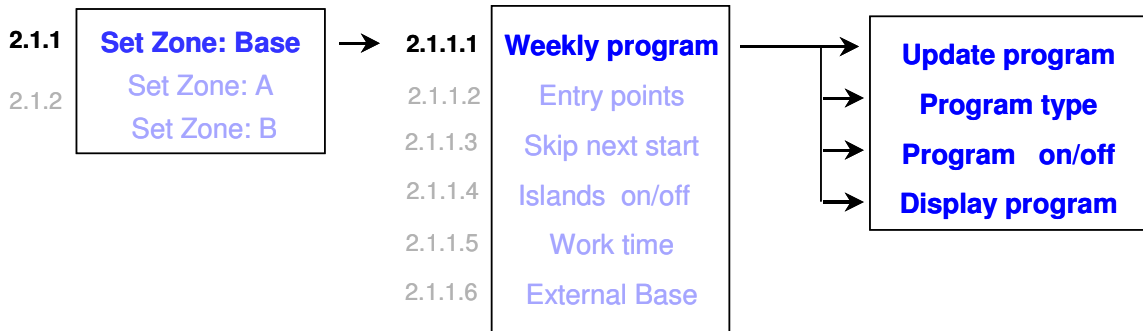 2.1.1 Set Zone: Base
2.1.2 Set Zone: A
Set Zone: B
2.1.1.1 Weekly program
2.1.1.2 Entry points
2.1.1.3 Skip next start
2.1.1.4 Islands on/off
2.1.1.5 Work time
2.1.1.6 External Base
Update program
Program type
Program on/off
Display program